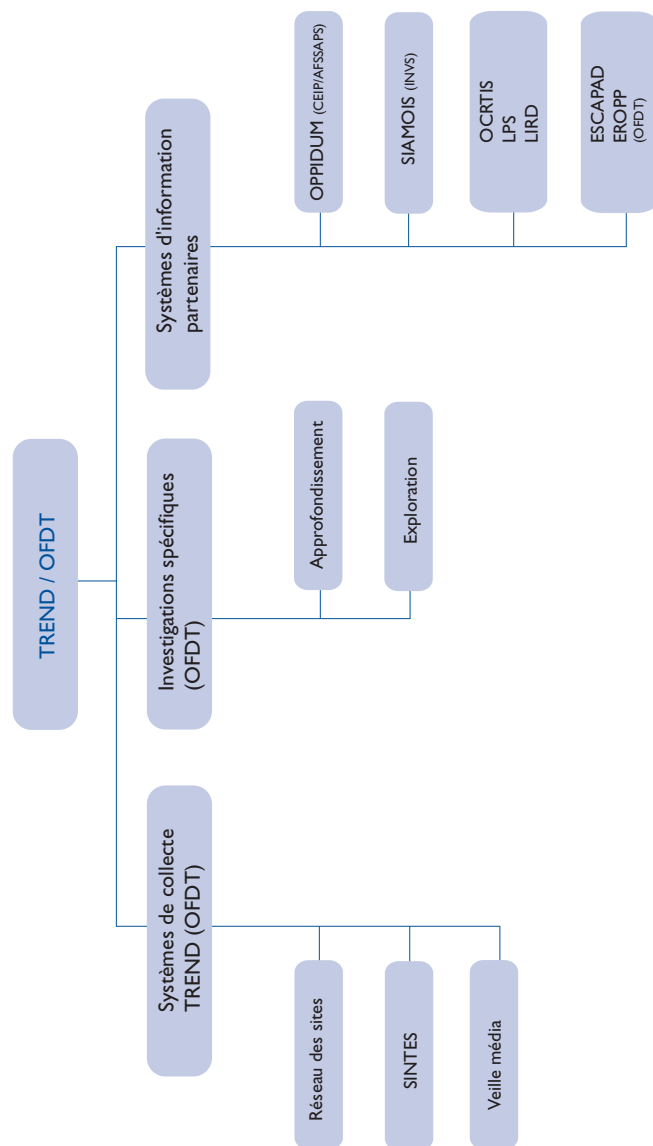 TREND / OFDT
Systèmes de collecte
TREND (OFDT)
Réseau des sites
SINTES
Veille média
Investigations spécifiques
(OFDT)
Approfondissement
Exploration
Systèmes d'information
partenaires
OPPIDUM (CEIP/AFSSAPS)
SIAMOIS (INVS)
OCRTIS
LPS
LIRD
ESCAPAD
EROPP
(OFDT)